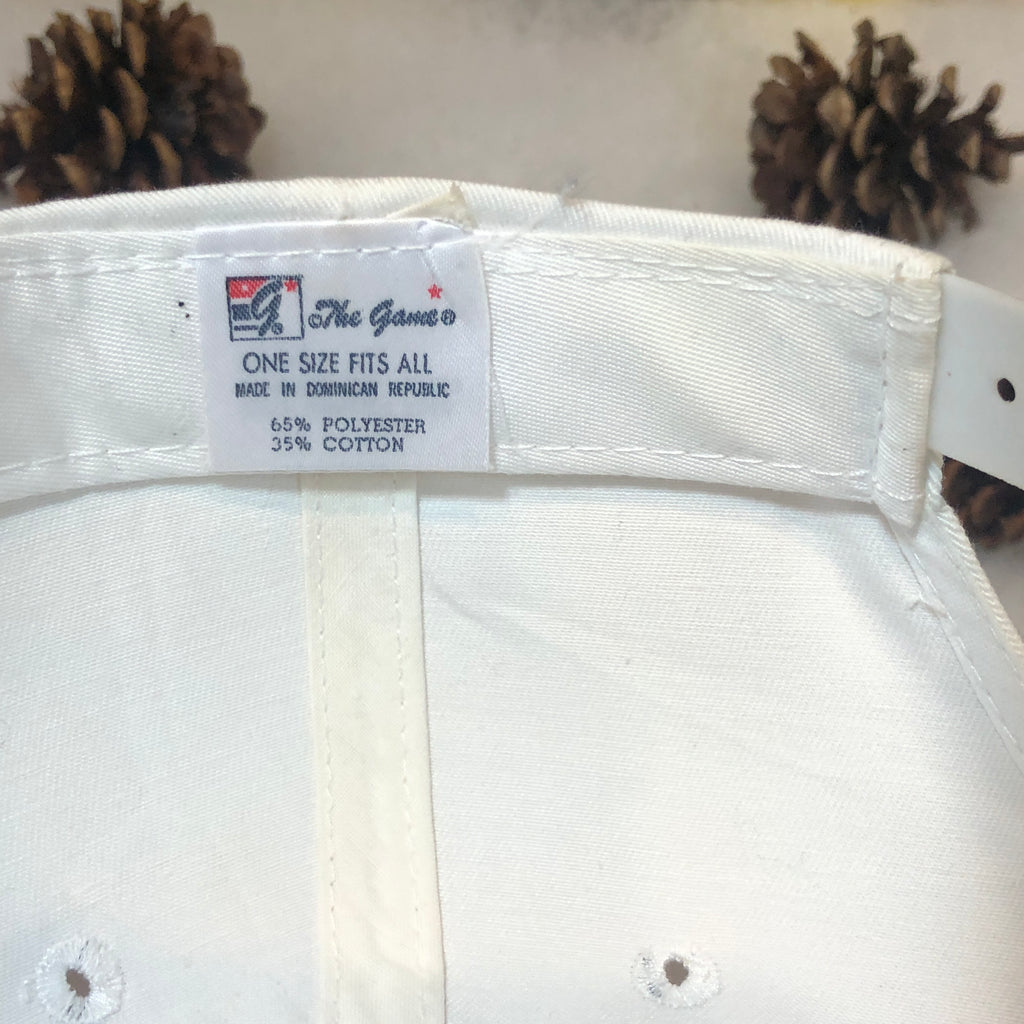 G®
©The Game®
ONE SIZE FITS ALL
MADE IN DOMINICAN REPUBLIC
65% POLYESTER
35% COTTON